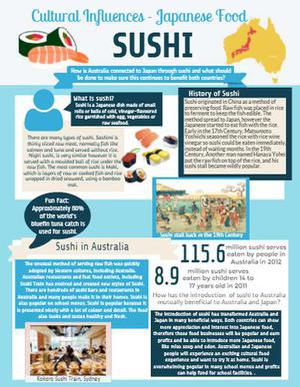 Cultural Influences - Japanese Food
SUSHI
How is Australia connected to Japan through sushi and what should
be done to make sure this continues to benefit both countries?
What is sushi?
Sushi is a Japanese dish made of small
rolls or balls of cold, vinegar-flavoured
rice garnished with egg, vegetables or
raw seafood.
There are many types of sushi. Sashimi is
thinly sliced raw meat, normally fish like
salmon and tuna and served without rice.
Nigiri sushi, is very similar however it is
served with a moulded ball of rice under the
raw fish. The most common sushi is Maki,
which is layers of raw or cooked fish and rice
wrapped in dried seaweed, using a bamboo
mat.
History of Sushi
Sushi originated in China as a method of
preserving food. Raw fish was placed in rice
to ferment to keep the fish edible. The
method spread to Japan, however the
Japanese started to eat fish with the rice.
Early in the 17th Century, Matsumoto
Yoshiichi seasoned the rice with rice wine
vinegar so sushi could be eaten immediately,
instead of waiting months. In the 19th
Century, Another man named Hanaya Yohei
put the raw fish on top of the rice, and his
sushi stall became wildly popular.
Sushi stall back in the 19th Century
Fun Fact:
Approximately 80%
of the world's
bluefin tuna catch is
used for sushi.
Sushi in Australia
The unusual method of serving raw fish was quickly
adopted by Western cultures, including Australia.
Australian restaurants and fast food outlets, including
Sushi Train has evolved and created new styles of Sushi.
There are hundreds of sushi bars and restaurants in
Australia and many people make it in their homes. Sushi is
also popular on school menus. Sushi is popular because it
is presented nicely with a lot of colour and detail. The food
also looks and tastes healthy and fresh.
Kokoro Sushi Train, Sydney
115.6 million sushi serves
eaten by people in
Australia in 2012
8.9 million sushi serves
eaten by children 14 to
17 years old in 2011
How has the introduction of sushi to Australia
mutually beneficial to Australia and Japan?
The introduction of sushi has transformed Australia and
Japan in many beneficial ways. Both countries can show
more appreciation and interest into Japanese food,
therefore those food businesses will be popular and earn
profits and be able to introduce more Japanese food,
like miso soup and udon. Australian and Japanese
people will experience an exciting cultural food
experience and want to try it at home. Sushi is
overwhelming popular in many school menus and profits
can help fund for school facilities.